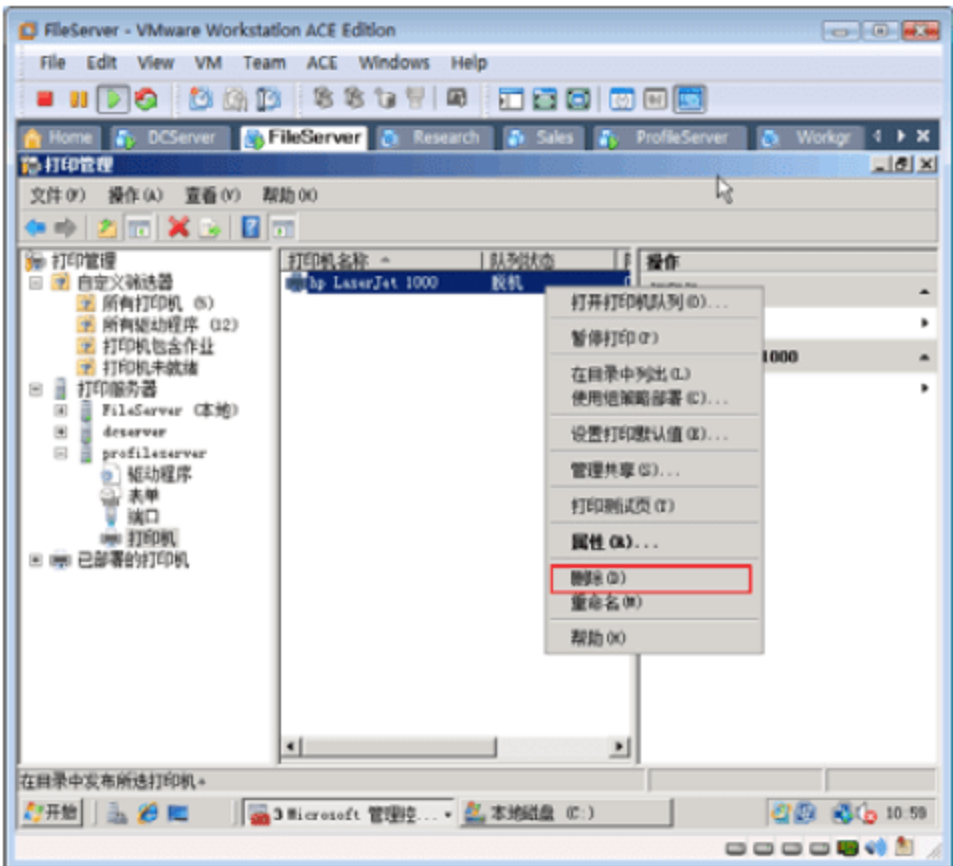 FileServer - VMware Workstation ACE Edition
File Edit View VM Team ACE Windows Help
Home DCServer FileServer Research Sales ProfileServer Workgr
打印管理
文件(F) 操作(A) 查看(V) 帮助(H)
打印管理
自定义筛选器
所有打印机 (5)
所有驱动程序 (12)
打印机包含作业
打印机未就绪
打印服务器
FileServer (本地)
dcserver
profileserver
驱动程序
表单
端口
打印机
已部署的打印机
打印机名称 队列状态
hp LaserJet 1000 脱机
操作
1000
打开打印机队列(O)...
暂停打印(P)
在目录中列出(L)
使用组策略部署(C)...
设置打印默认值(E)...
管理共享(S)...
打印测试页(T)
属性(R)...
删除(D)
重命名(M)
帮助(H)
在目录中发布所选打印机。
开始 3 Microsoft 管理控... 本地磁盘 (C:) 10:59